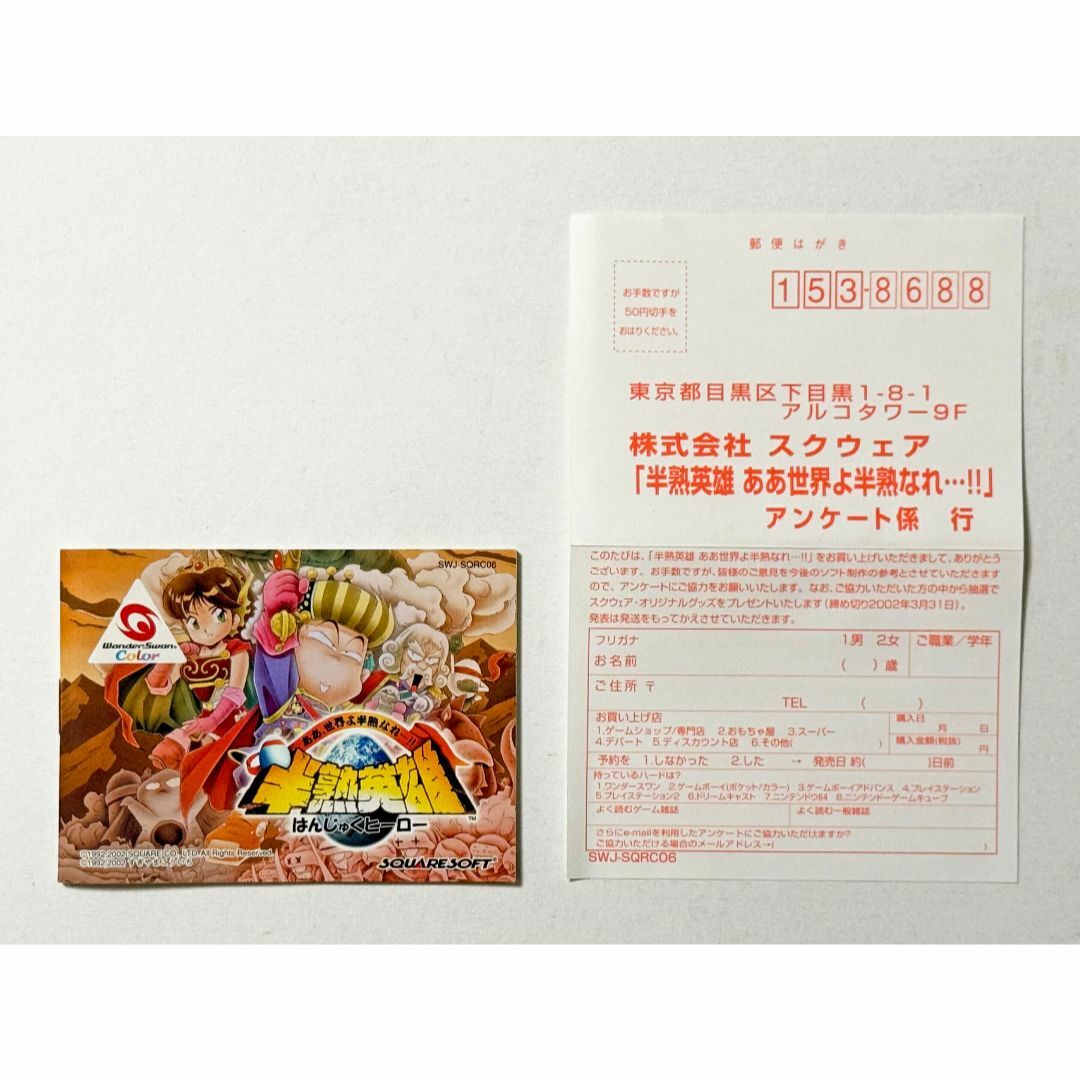 SWJ-SQRC06
WonderSwan
Color
ああ、世界よ半熟なれ…!!
半熟英雄
はんじゅくヒーロー
TM
©1992-2002 SQUARE CO., LTD. All Rights Reserved.
©1992-2002 すぎやまこういち
SQUARESOFT
郵便はがき
お手数ですが
50円切手を
おはりください。
153-8688
東京都目黒区下目黒1-8-1
アルコタワー9F
株式会社 スクウェア
「半熟英雄 ああ世界よ半熟なれ…!!」
アンケート係 行
このたびは、「半熟英雄 ああ世界よ半熟なれ…!!」をお買い上げいただきまして、ありがとう
ございます。お手数ですが、皆様のご意見を今後のソフト制作の参考とさせていただきます
ので、アンケートにご協力をお願いいたします。なお、ご協力いただいた方の中から抽選で
スクウェア・オリジナルグッズをプレゼントいたします(締め切り2002年3月31日)。
発表は発送をもってかえさせていただきます。
フリガナ 1.男 2.女 ご職業/学年
お名前 ( )歳
ご住所 〒
TEL ( )
お買い上げ店 購入日
1.ゲームショップ/専門店 2.おもちゃ屋 3.スーパー 月 日
4.デパート 5.ディスカウント店 6.その他( ) 購入金額(税抜) 円
予約を 1.しなかった 2.した → 発売日 約( )日前
持っているハードは?
1.ワンダースワン 2.ゲームボーイ(ポケット/カラー) 3.ゲームボーイアドバンス 4.プレイステーション
5.プレイステーション2 6.ドリームキャスト 7.ニンテンドウ64 8.ニンテンドーゲームキューブ
よく読むゲーム雑誌 よく読む一般雑誌
さらにe-mailを利用したアンケートにご協力いただけますか?
ご協力いただける場合のメールアドレス→( )
SWJ-SQRC06